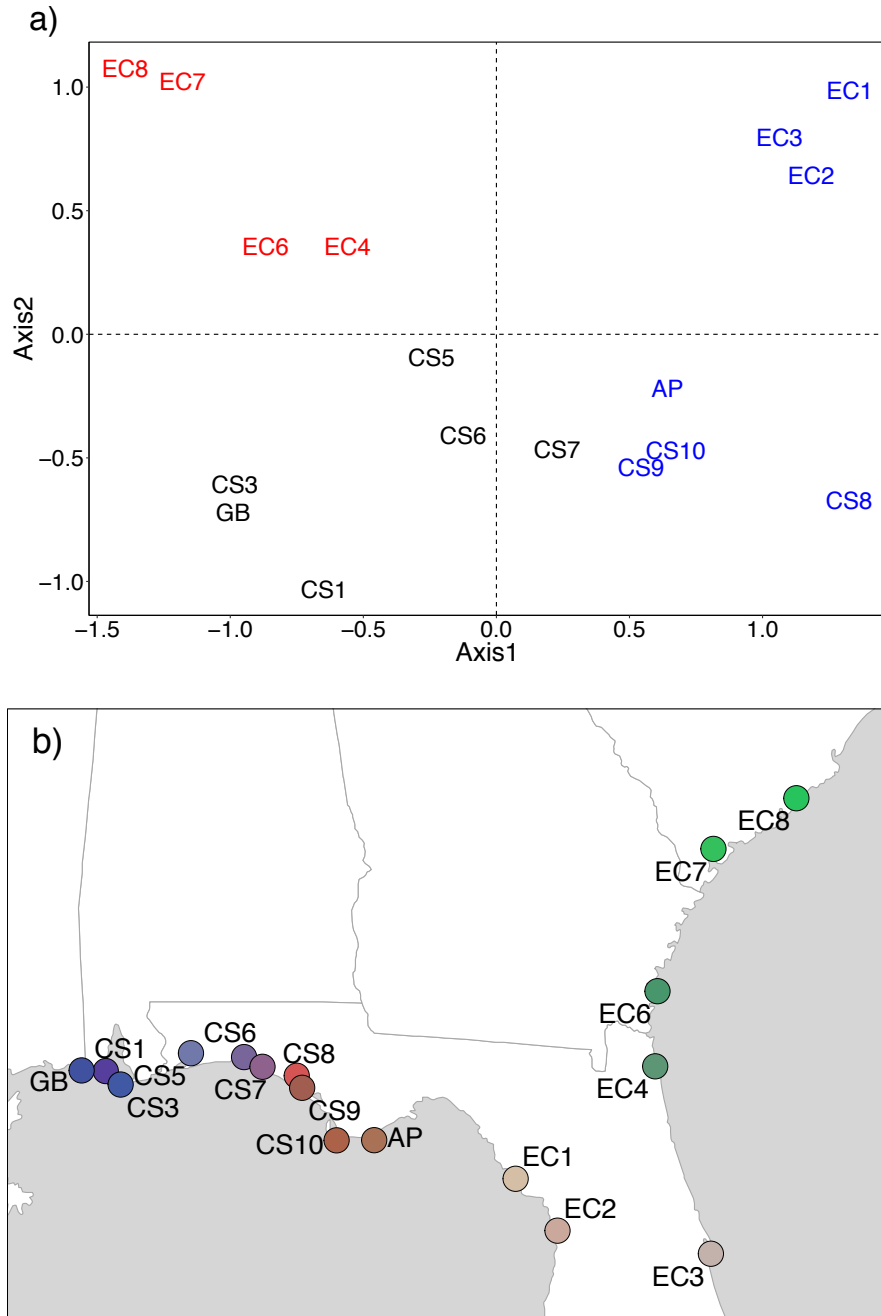 a)
EC8
EC7
EC1
1.0
EC3
EC2
0.5
EC6 EC4
Axis2
0.0
CS5
AP
CS6
CS7
CS10
−0.5
CS9
CS3
CS8
GB
−1.0
CS1
−1.5 −1.0 −0.5 0.0 0.5 1.0
Axis1
b)
EC8
EC7
EC6
CS6
CS1
CS8
CS5
GB
CS7
EC4
CS3
CS9
CS10
AP
EC1
EC2
EC3